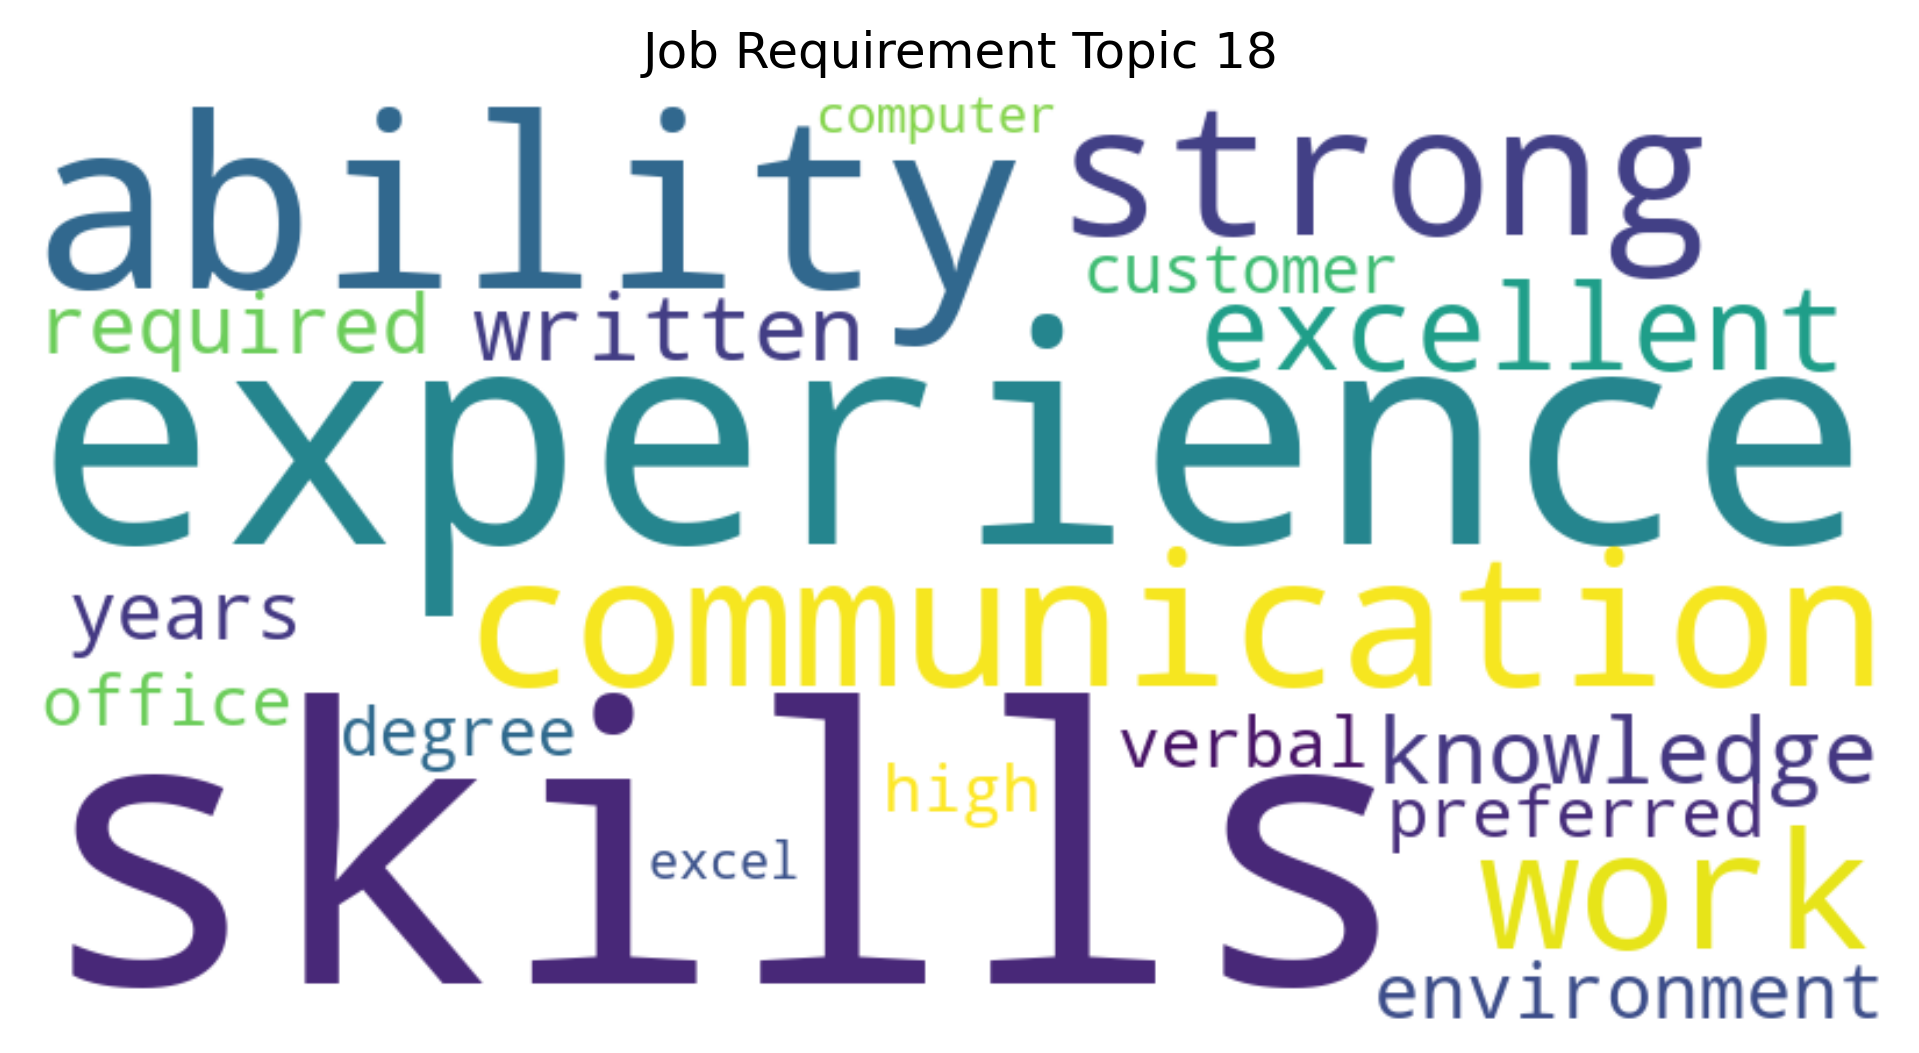 Job Requirement Topic 18
computer
ability
strong
customer
required
written
excellent
experience
years
communication
office
degree
verbal
knowledge
high
preferred
skills
excel
work
environment